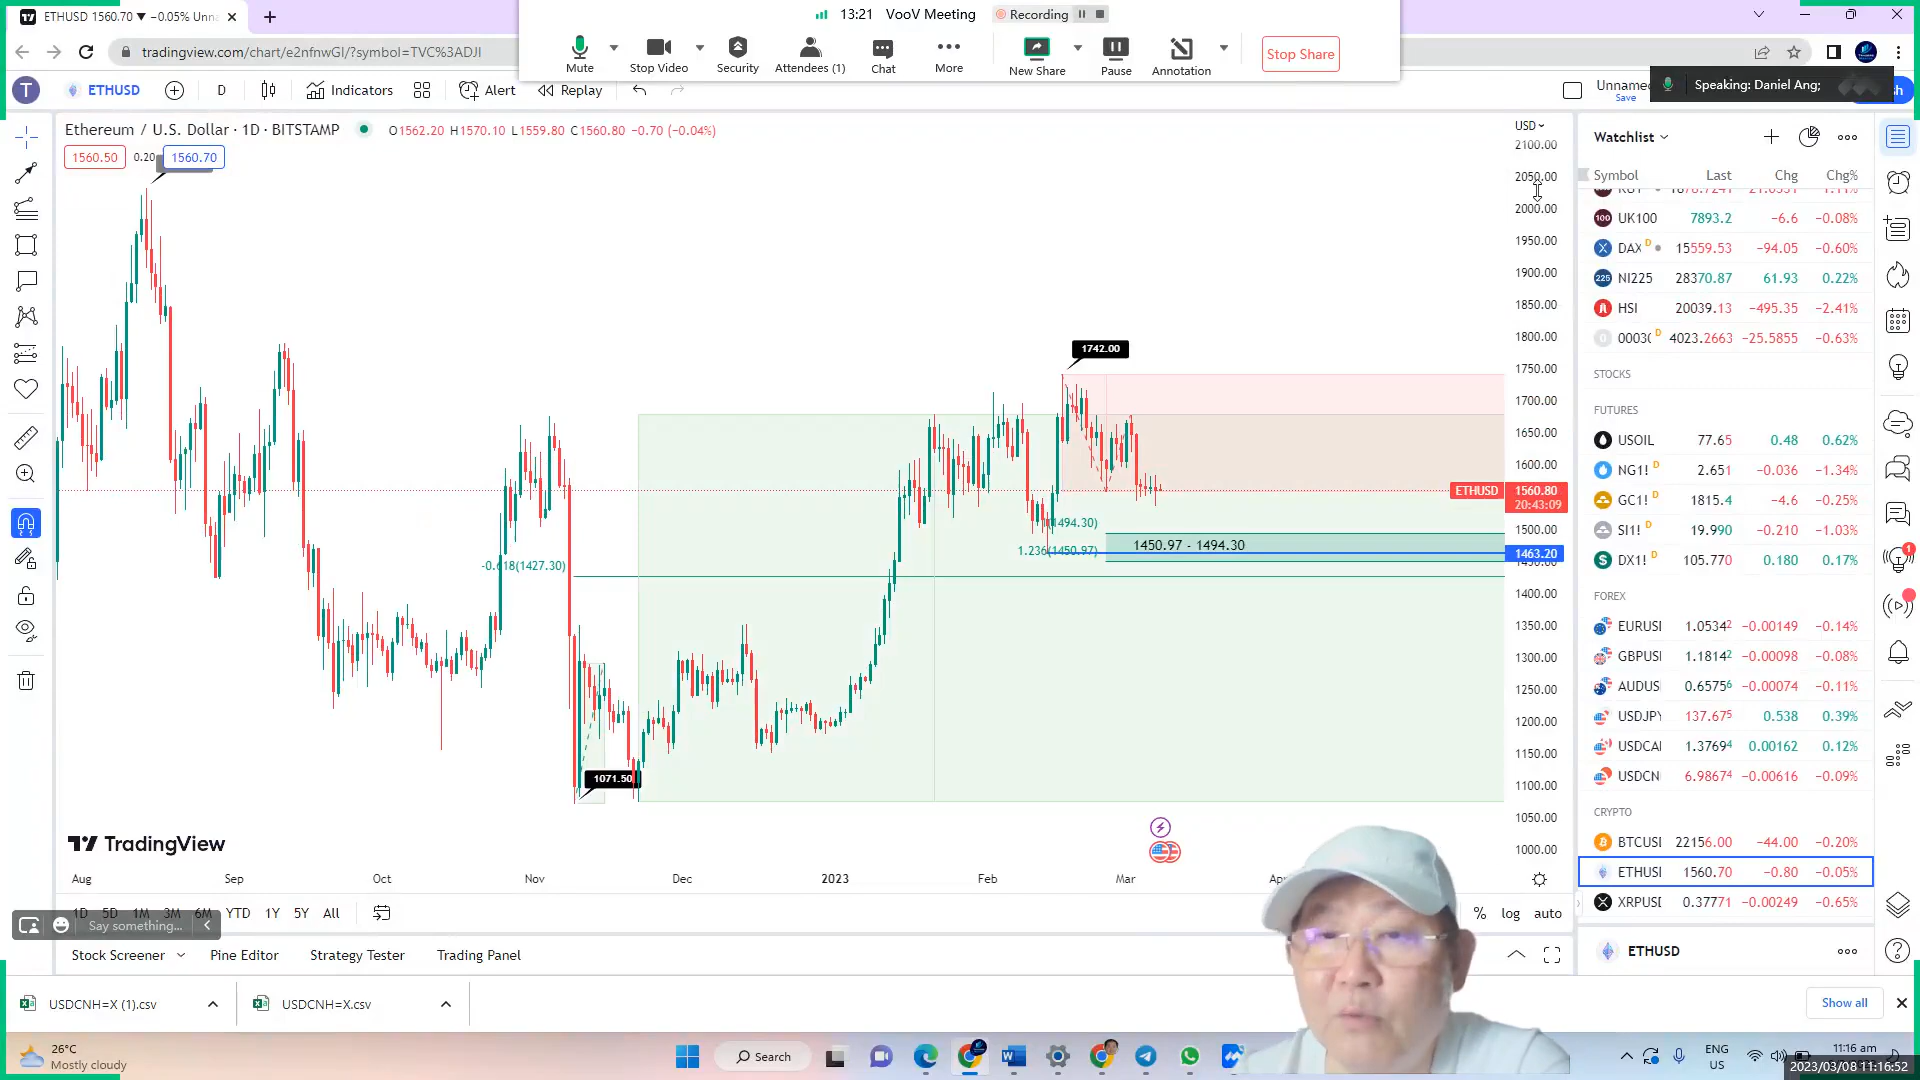 ETHUSD 1560.70 ▼ −0.05% Unna
tradingview.com/chart/e2nfnwGI/?symbol=TVC%3ADJI
13:21 VooV Meeting Recording
Mute Stop Video Security Attendees (1) Chat More New Share Pause Annotation Stop Share
T ETHUSD D Indicators Alert Replay
Unnamed
Save
Speaking: Daniel Ang;
Ethereum / U.S. Dollar · 1D · BITSTAMP O1562.20 H1570.10 L1559.80 C1560.80 −0.70 (−0.04%)
1560.50 0.20 1560.70
USD
2100.00
2050.00
2000.00
1950.00
1900.00
1850.00
1800.00
1750.00
1700.00
1650.00
1600.00
ETHUSD 1560.80
20:43:09
1500.00
1463.20
1400.00
1350.00
1300.00
1250.00
1200.00
1150.00
1100.00
1050.00
1000.00
1742.00
(1494.30)
1.236(1450.97)
1450.97 - 1494.30
-0.618(1427.30)
1071.50
TradingView
Aug Sep Oct Nov Dec 2023 Feb Mar
1D 5D 1M 3M 6M YTD 1Y 5Y All
% log auto
Say something...
Stock Screener Pine Editor Strategy Tester Trading Panel
Watchlist
Symbol Last Chg Chg%
UK100 7893.2 −6.6 −0.08%
DAX D 15559.53 −94.05 −0.60%
NI225 28370.87 61.93 0.22%
HSI 20039.13 −495.35 −2.41%
D 4023.2663 −25.5855 −0.63%
STOCKS
FUTURES
USOIL 77.65 0.48 0.62%
NG1! D 2.651 −0.036 −1.34%
GC1! D 1815.4 −4.6 −0.25%
SI1! D 19.990 −0.210 −1.03%
DX1! D 105.770 0.180 0.17%
FOREX
EURUSI 1.05342 −0.00149 −0.14%
GBPUSI 1.18142 −0.00098 −0.08%
AUDUS 0.65756 −0.00074 −0.11%
USDJPY 137.675 0.538 0.39%
USDCAI 1.37694 0.00162 0.12%
USDCN 6.98674 −0.00616 −0.09%
CRYPTO
BTCUSI 22156.00 −44.00 −0.20%
ETHUSI 1560.70 −0.80 −0.05%
XRPUSI 0.37771 −0.00249 −0.65%
ETHUSD
USDCNH=X (1).csv
USDCNH=X.csv
Show all
26°C
Mostly cloudy
Search
ENG
US
11:16 am
2023/03/08 11:16:52